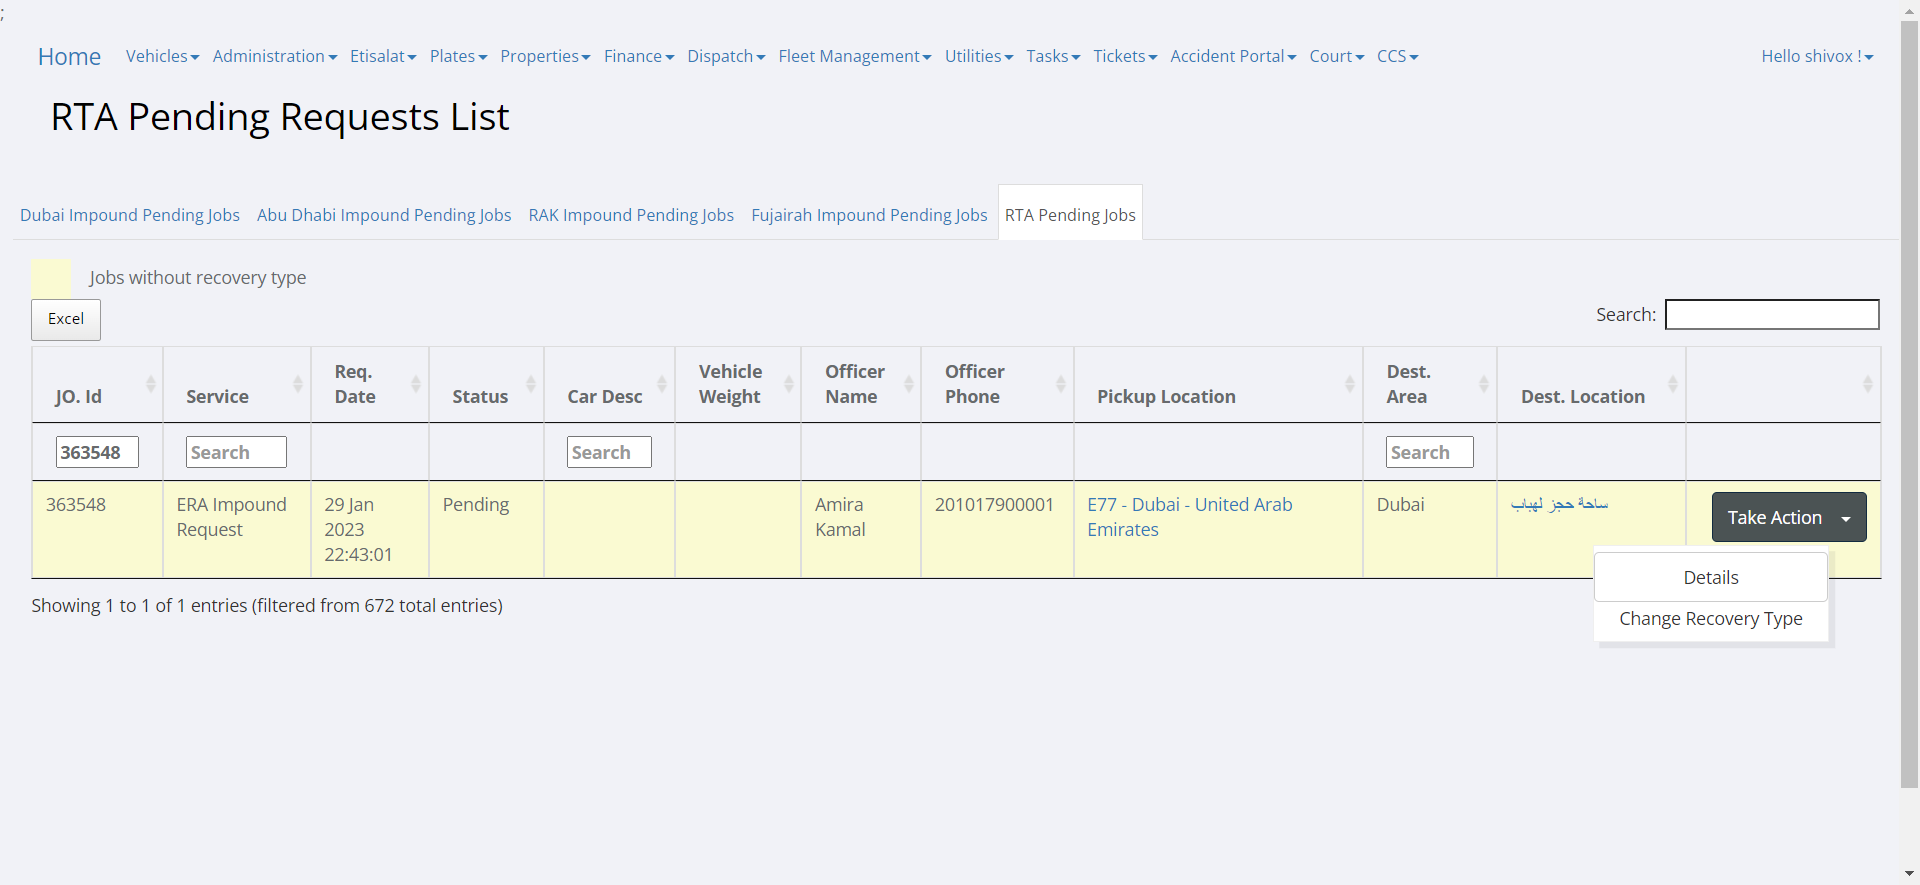 ;
Home Vehicles Administration Etisalat Plates Properties Finance Dispatch Fleet Management Utilities Tasks Tickets Accident Portal Court CCS Hello shivox !
RTA Pending Requests List
Dubai Impound Pending Jobs Abu Dhabi Impound Pending Jobs RAK Impound Pending Jobs Fujairah Impound Pending Jobs RTA Pending Jobs
Jobs without recovery type
Excel Search:
JO. Id Service Req. Date Status Car Desc Vehicle Weight Officer Name Officer Phone Pickup Location Dest. Area Dest. Location
363548 Search Search Search
363548 ERA Impound Request 29 Jan 2023 22:43:01 Pending Amira Kamal 201017900001 E77 - Dubai - United Arab Emirates Dubai ساحة حجز لهباب Take Action
Details
Change Recovery Type
Showing 1 to 1 of 1 entries (filtered from 672 total entries)